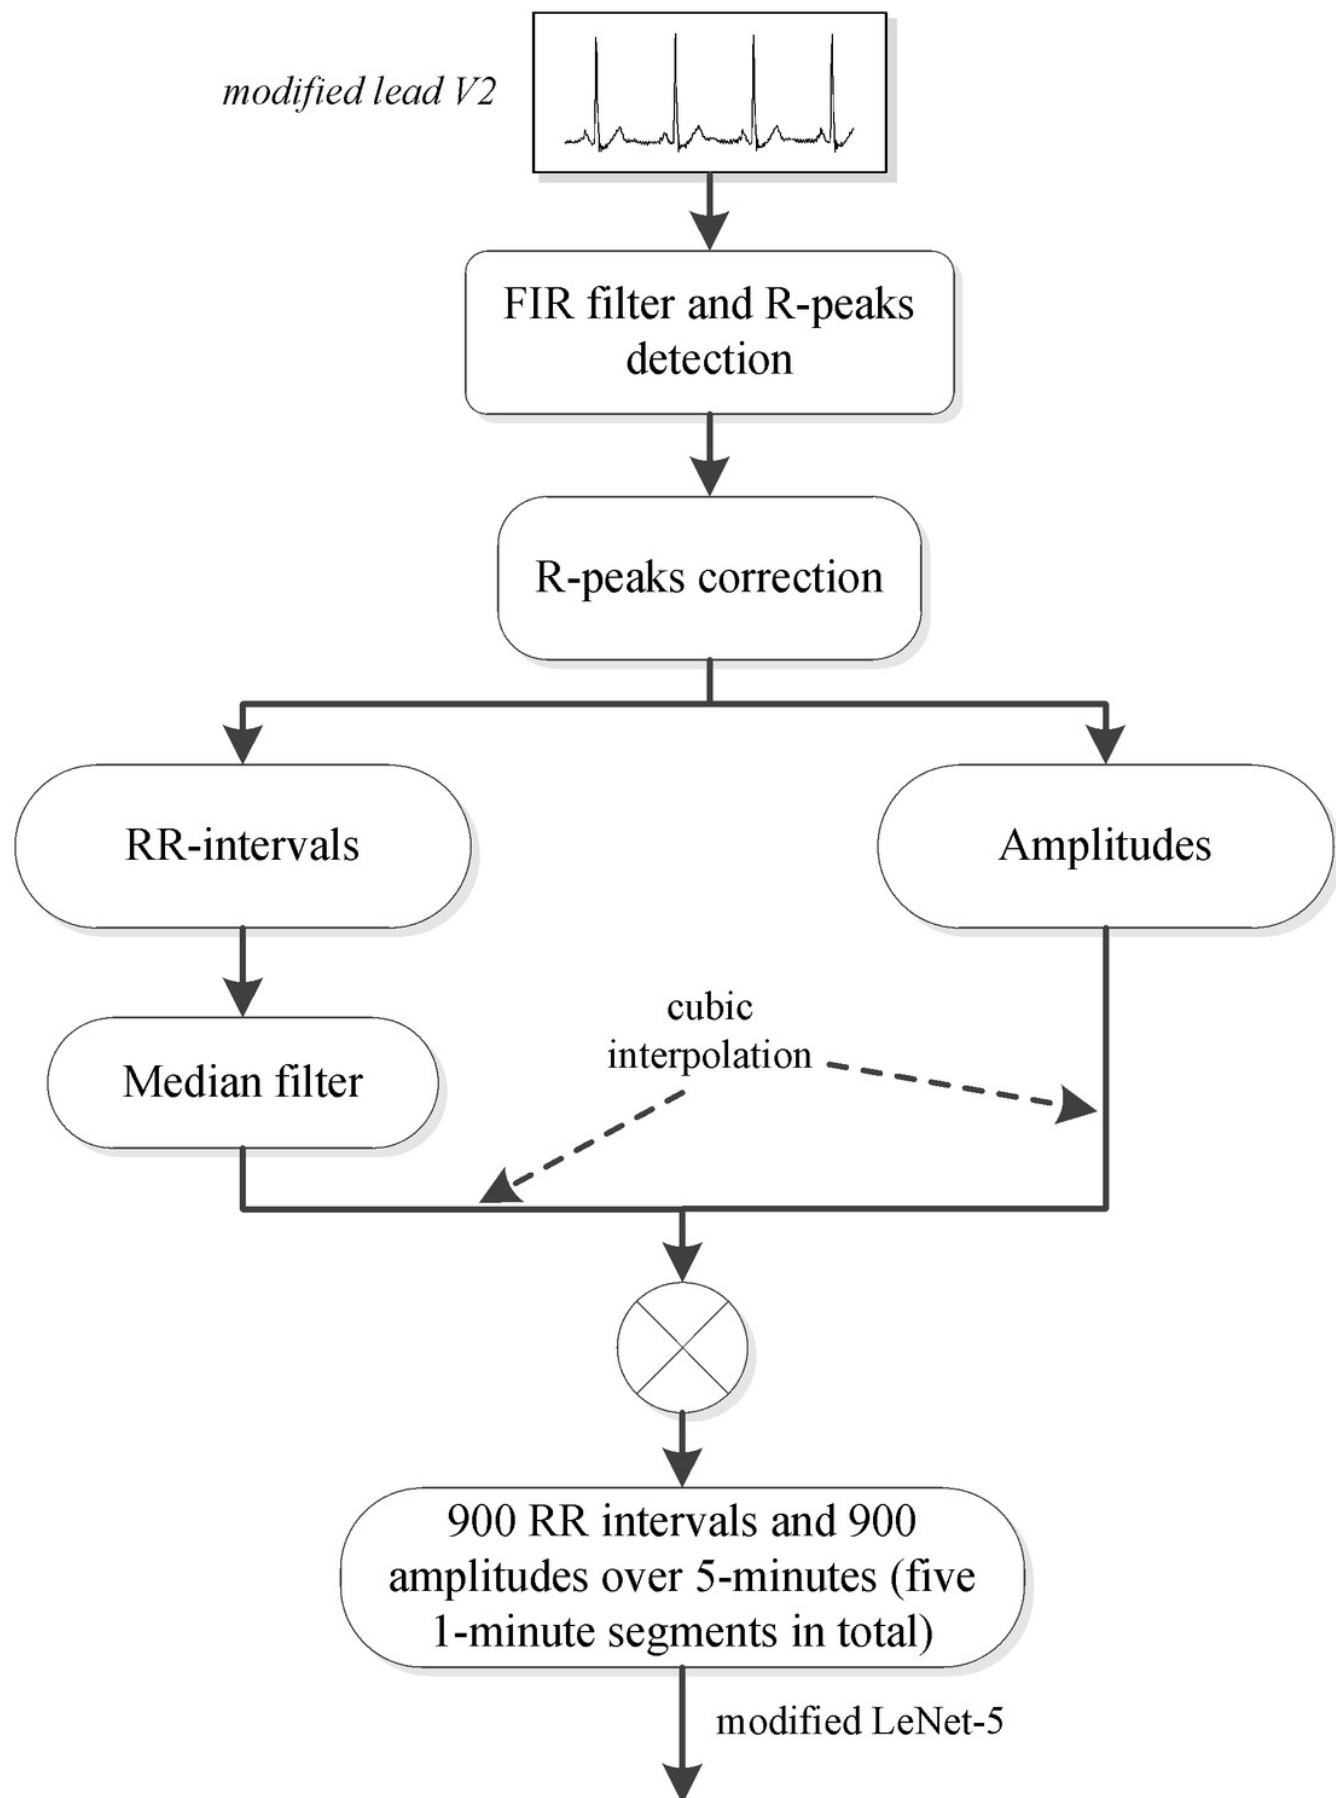 modified lead V2
FIR filter and R-peaks
detection
R-peaks correction
RR-intervals
Amplitudes
cubic
interpolation
Median filter
900 RR intervals and 900
amplitudes over 5-minutes (five
1-minute segments in total)
modified LeNet-5